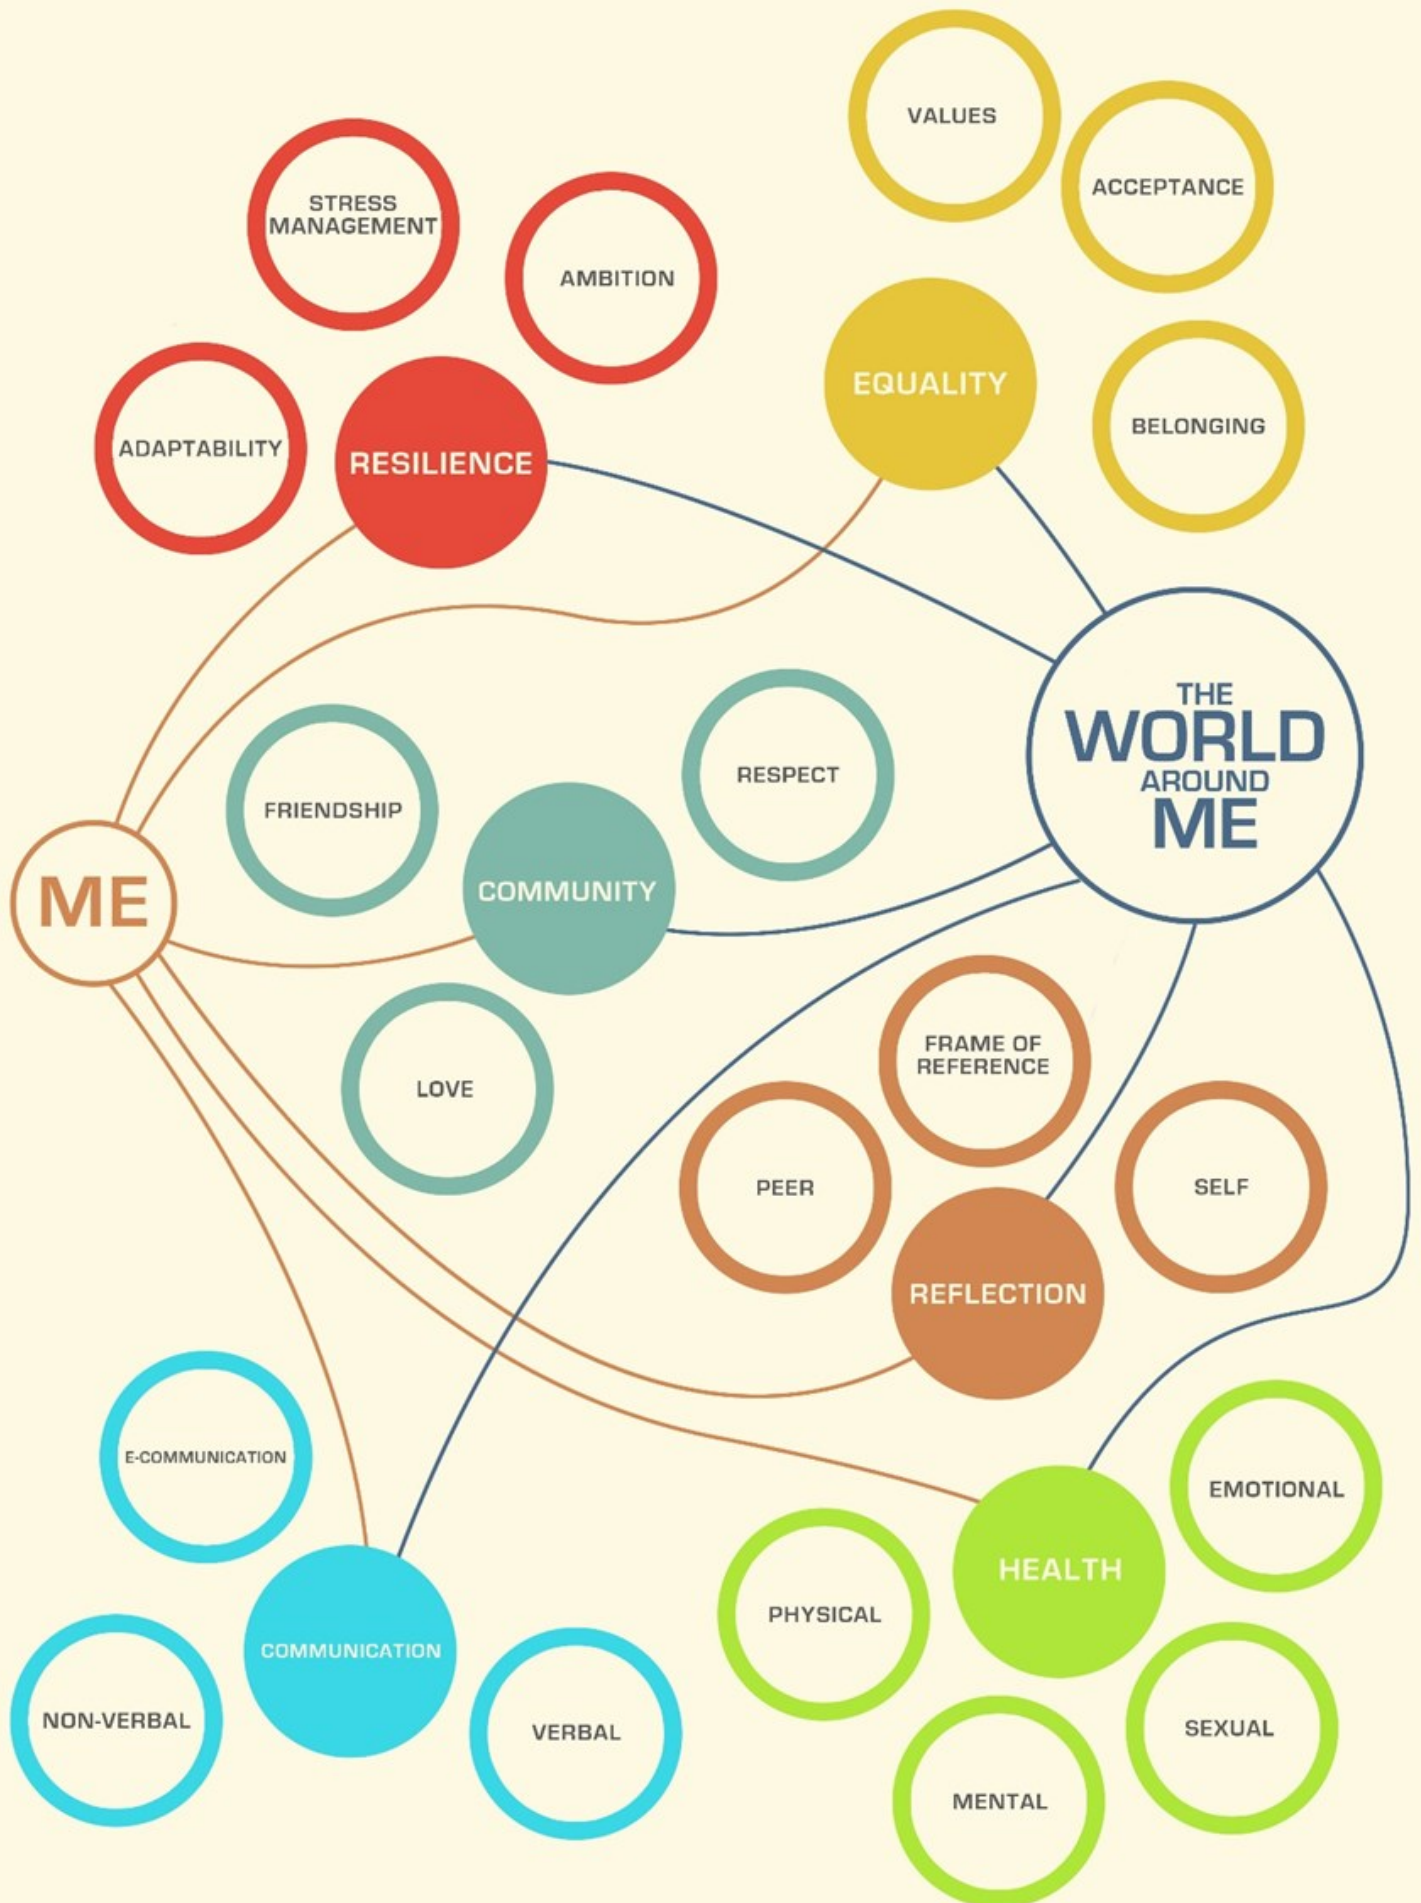 VALUES
ACCEPTANCE
STRESS
MANAGEMENT
AMBITION
EQUALITY
BELONGING
ADAPTABILITY
RESILIENCE
THE
WORLD
AROUND
ME
RESPECT
FRIENDSHIP
COMMUNITY
ME
LOVE
FRAME OF
REFERENCE
PEER
SELF
REFLECTION
E-COMMUNICATION
EMOTIONAL
HEALTH
PHYSICAL
COMMUNICATION
NON-VERBAL
VERBAL
SEXUAL
MENTAL